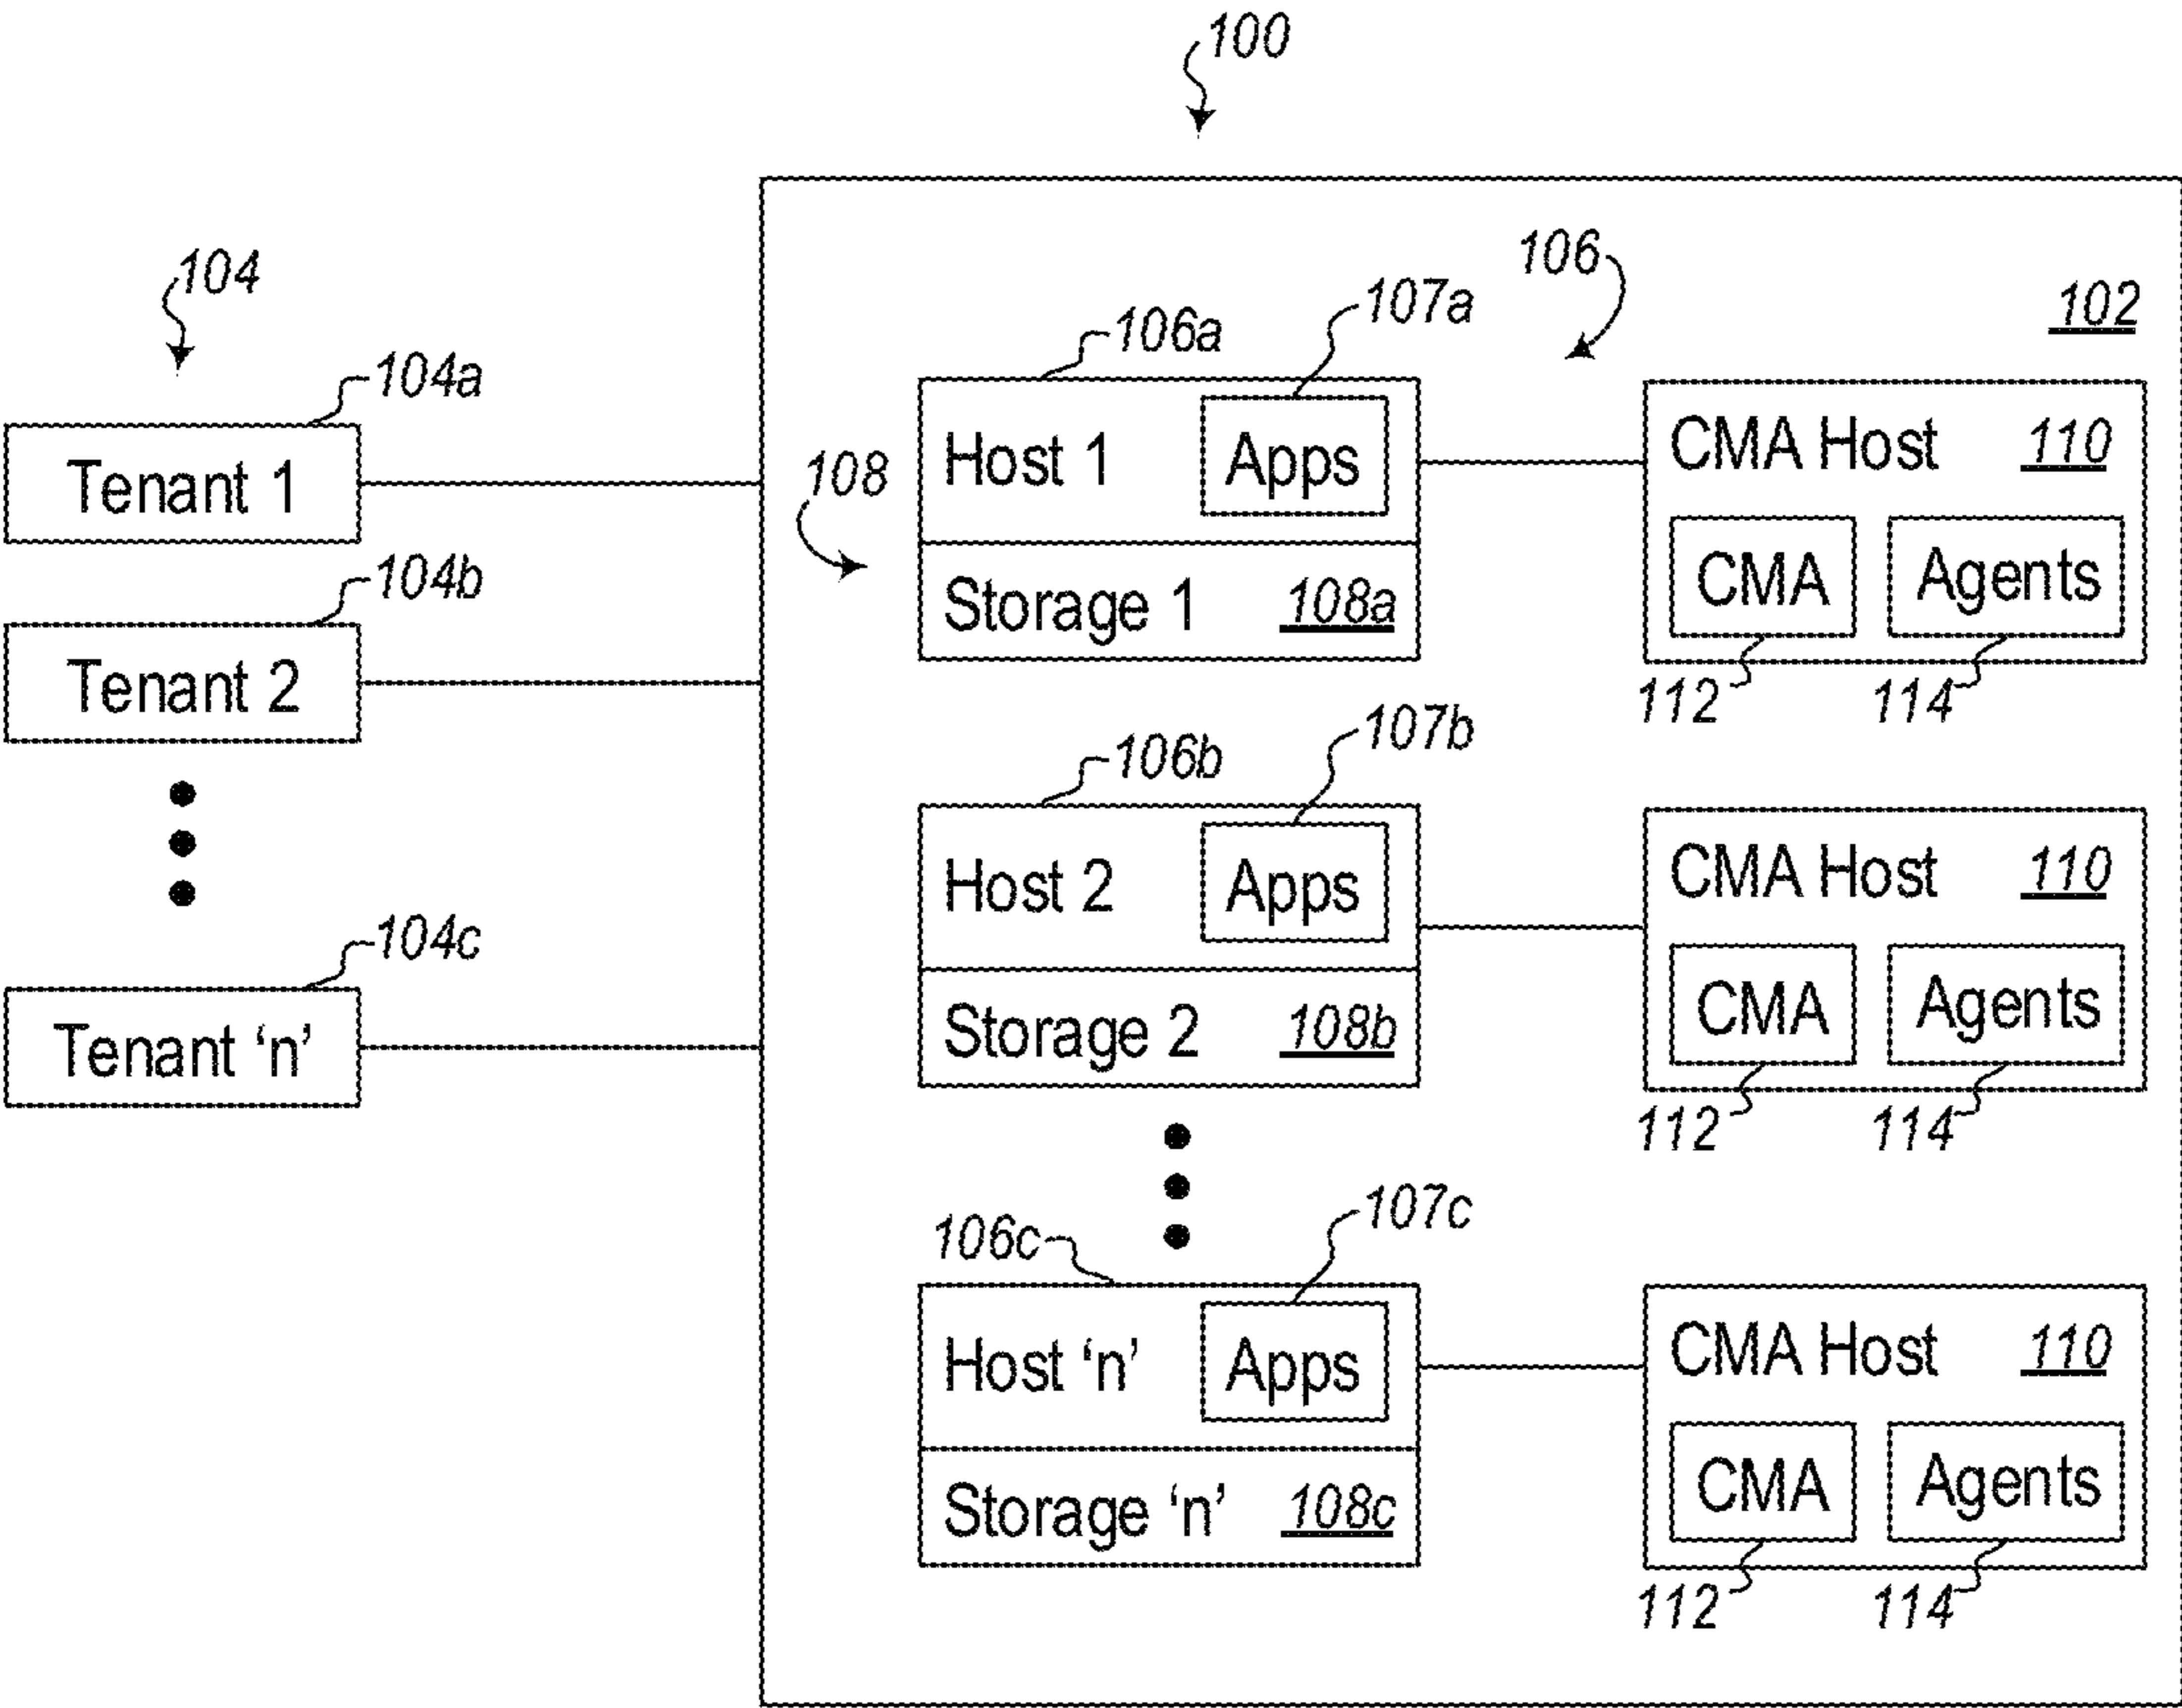 100
104
104a
Tenant 1
104b
Tenant 2
104c
Tenant ‘n’
106
102
106a
107a
108
Host 1
Apps
Storage 1 108a
CMA Host 110
CMA
Agents
112
114
106b
107b
Host 2
Apps
Storage 2 108b
CMA Host 110
CMA
Agents
112
114
106c
107c
Host ‘n’
Apps
Storage ‘n’ 108c
CMA Host 110
CMA
Agents
112
114